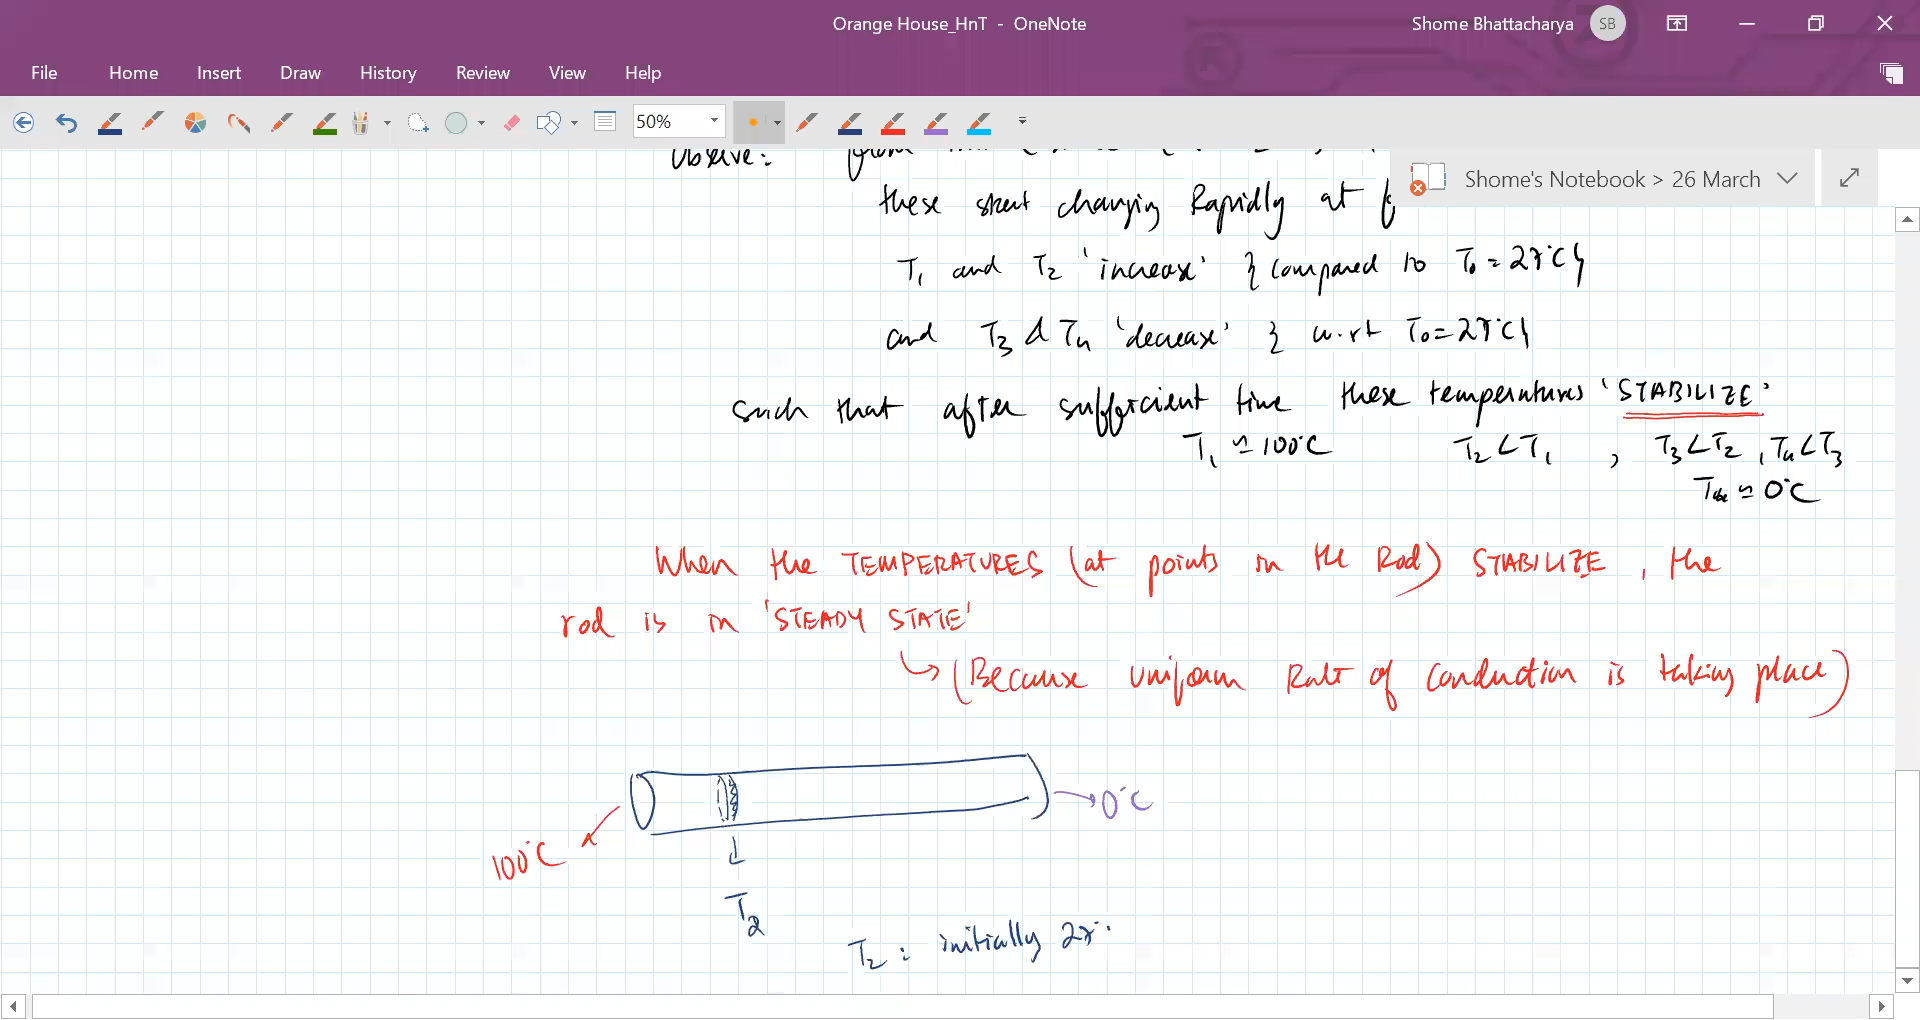 Orange House_HnT - OneNote
Shome Bhattacharya SB
File Home Insert Draw History Review View Help
50%
Shome's Notebook > 26 March
Observe: from
these start changing Rapidly at
T₁ and T₂ 'increase' } compared to T₀ = 27°C }
and T₃ & T₄ 'decrease' } w.r.t T₀ = 27°C }
such that after sufficient time these temperatures 'STABILIZE'
T₁ ≃ 100°C T₂ < T₁ , T₃ < T₂ , T₄ < T₃
≃ 0°C
When the TEMPERATURES (at points in the Rod) STABILIZE , the
rod is in 'STEADY STATE'
↳ (Because uniform Rate of conduction is taking place)
→ 0°C
100°C
T₂
T₂ : initially 27°